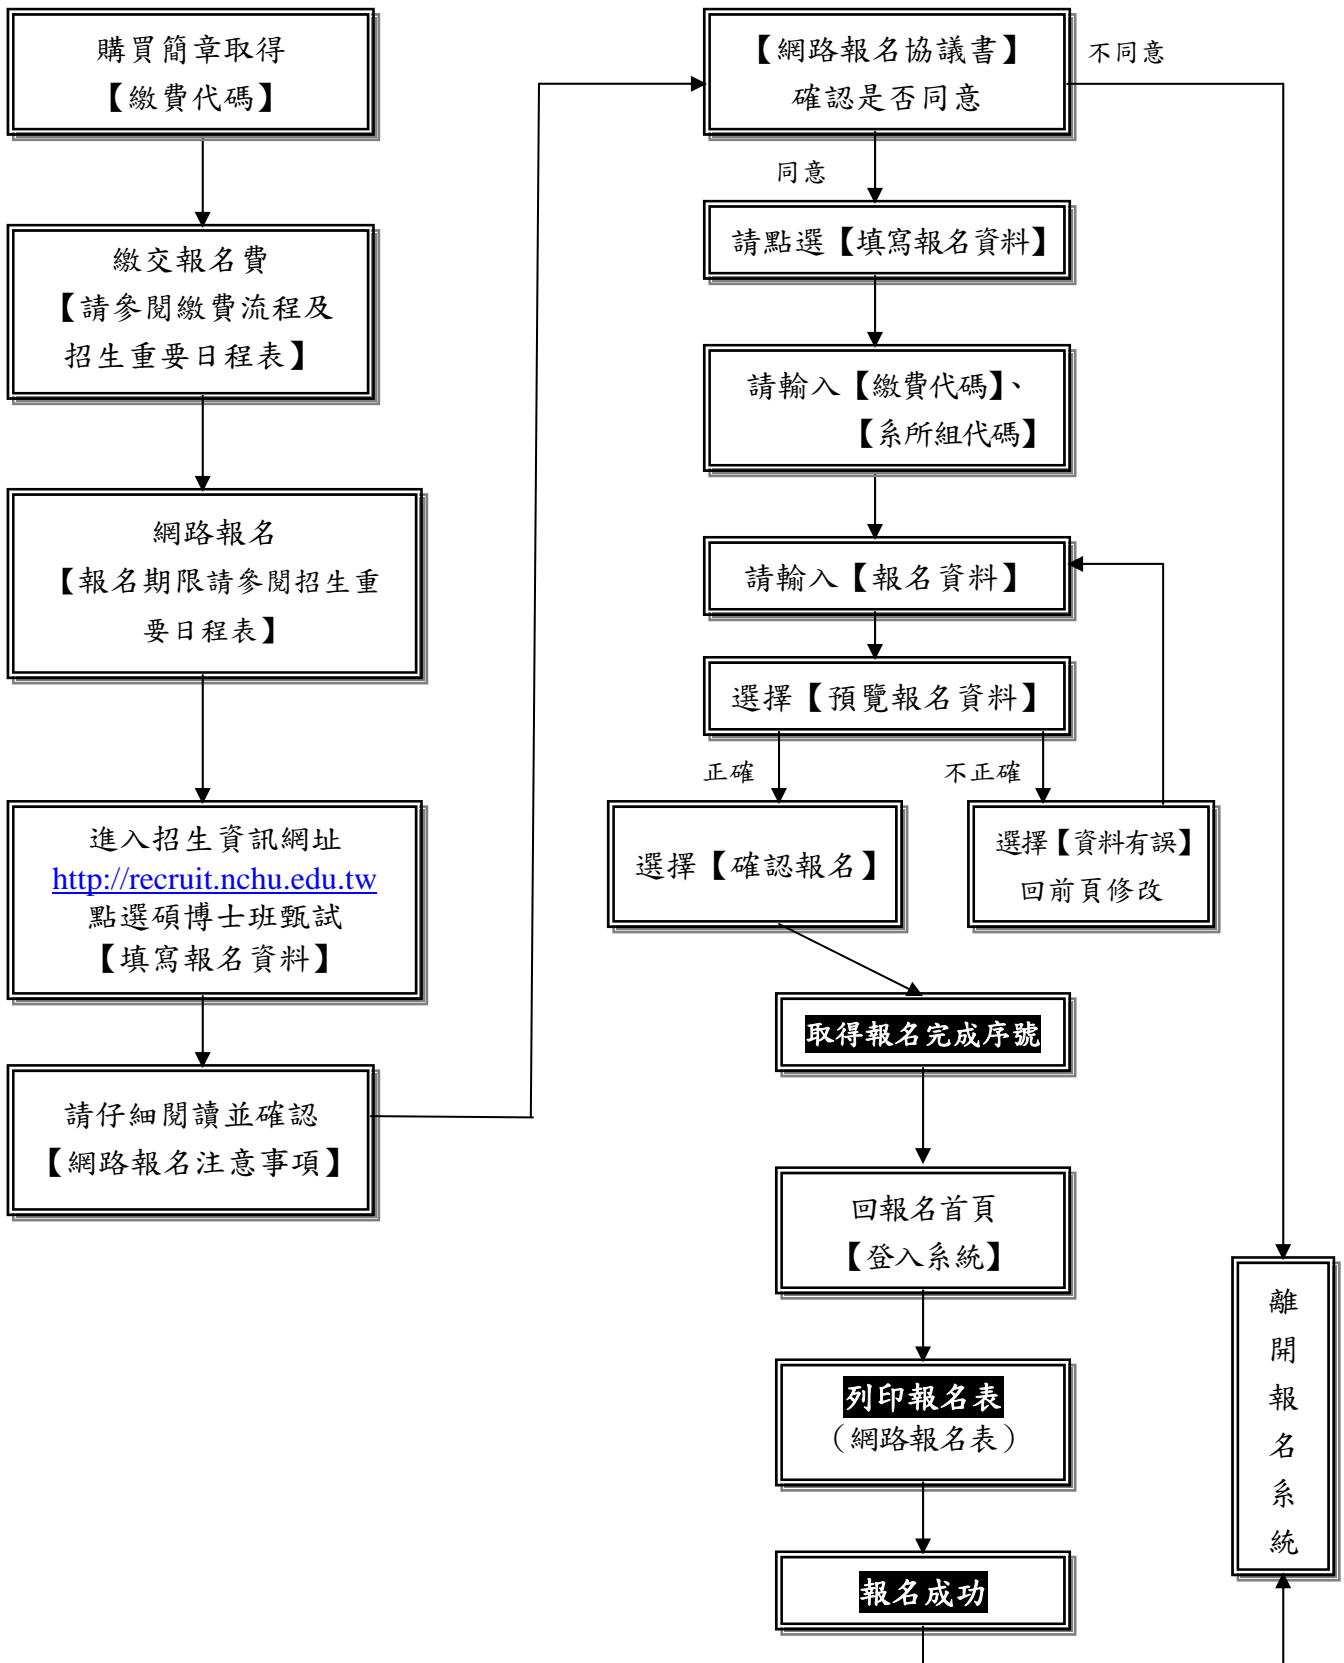 購買簡章取得
【繳費代碼】
繳交報名費
【請參閱繳費流程及
招生重要日程表】
網路報名
【報名期限請參閱招生重
要日程表】
進入招生資訊網址
http://recruit.nchu.edu.tw
點選碩博士班甄試
【填寫報名資料】
請仔細閱讀並確認
【網路報名注意事項】
【網路報名協議書】
確認是否同意
不同意
同意
請點選【填寫報名資料】
請輸入【繳費代碼】、
【系所組代碼】
請輸入【報名資料】
選擇【預覽報名資料】
正確
不正確
選擇【確認報名】
選擇【資料有誤】
回前頁修改
取得報名完成序號
回報名首頁
【登入系統】
列印報名表
（網路報名表）
報名成功
離
開
報
名
系
統